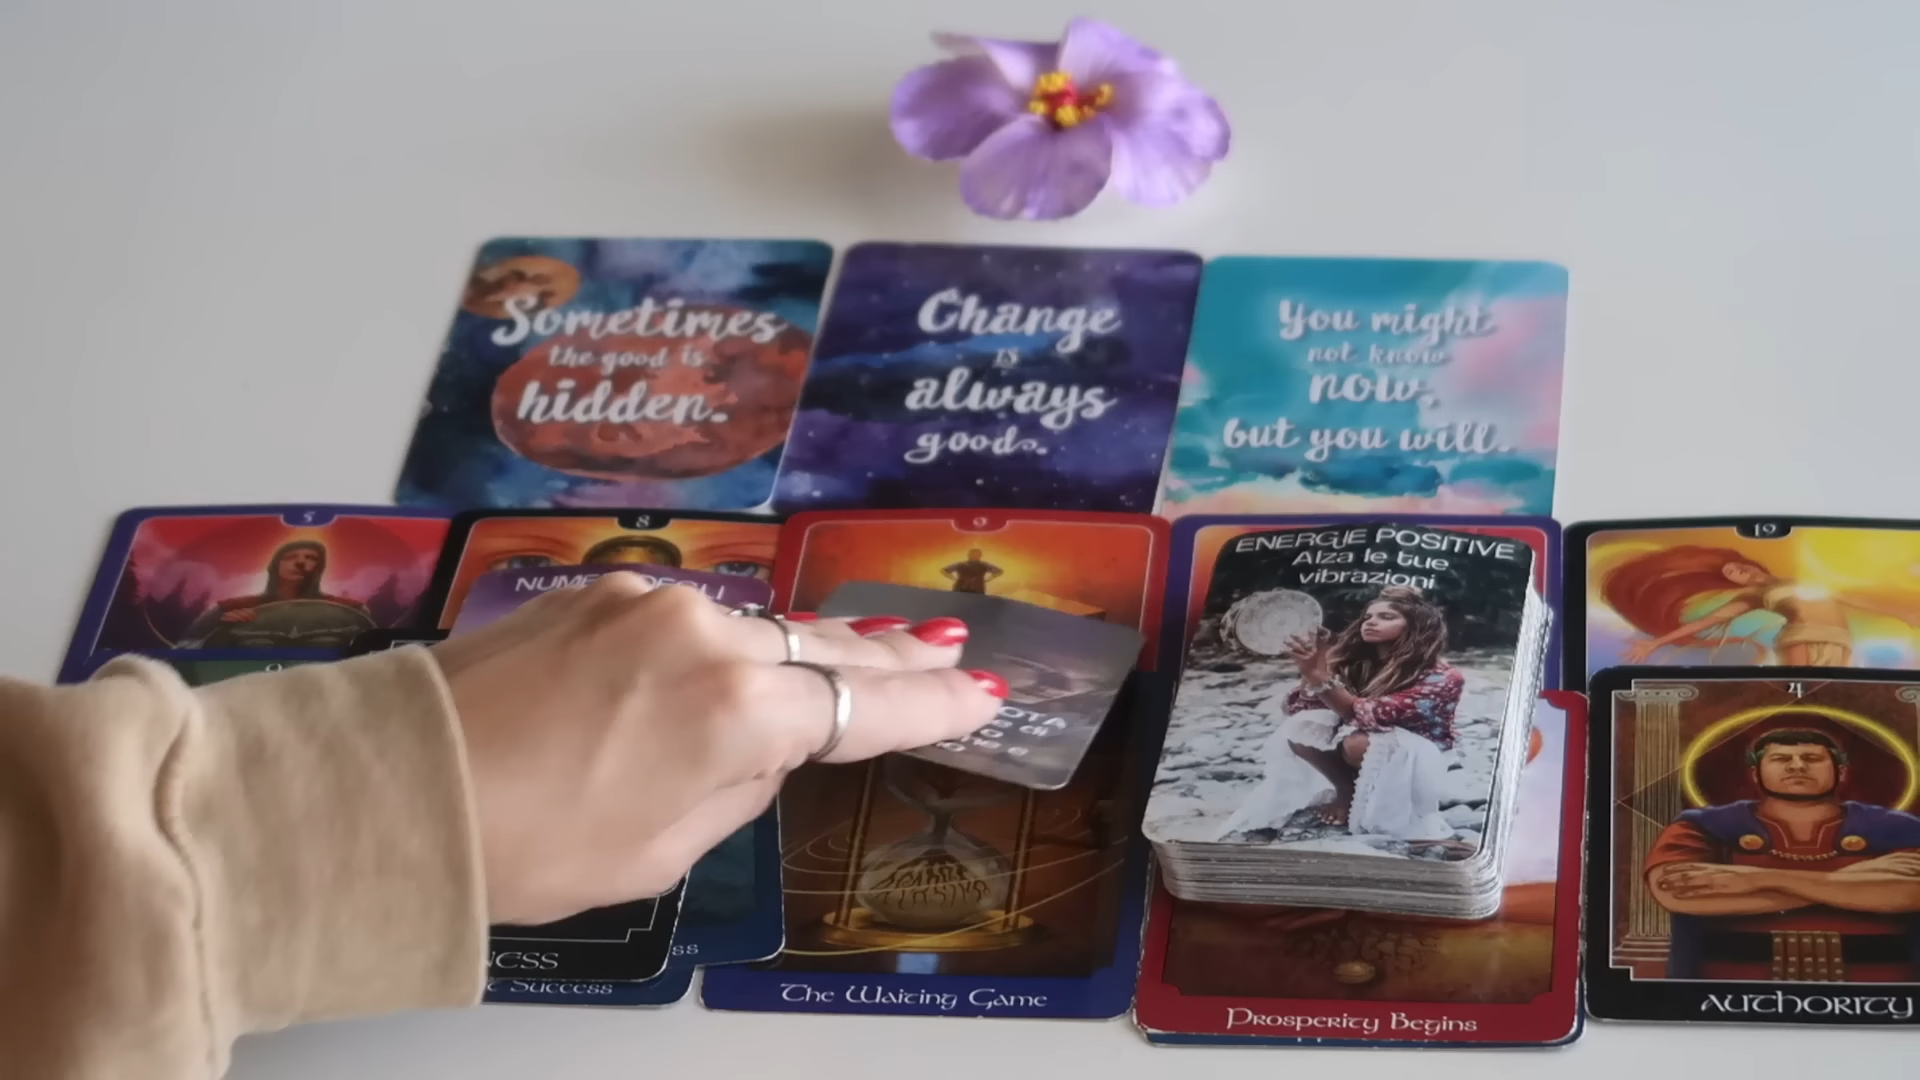 Sometimes
the good is
hidden.
Change
is
always
good.
You might
not know
now,
but you will.
5
8
9
19
ENERGIE POSITIVE
Alza le tue
vibrazioni
4
The Waiting Game
Prosperity Begins
AUTHORITY
Success